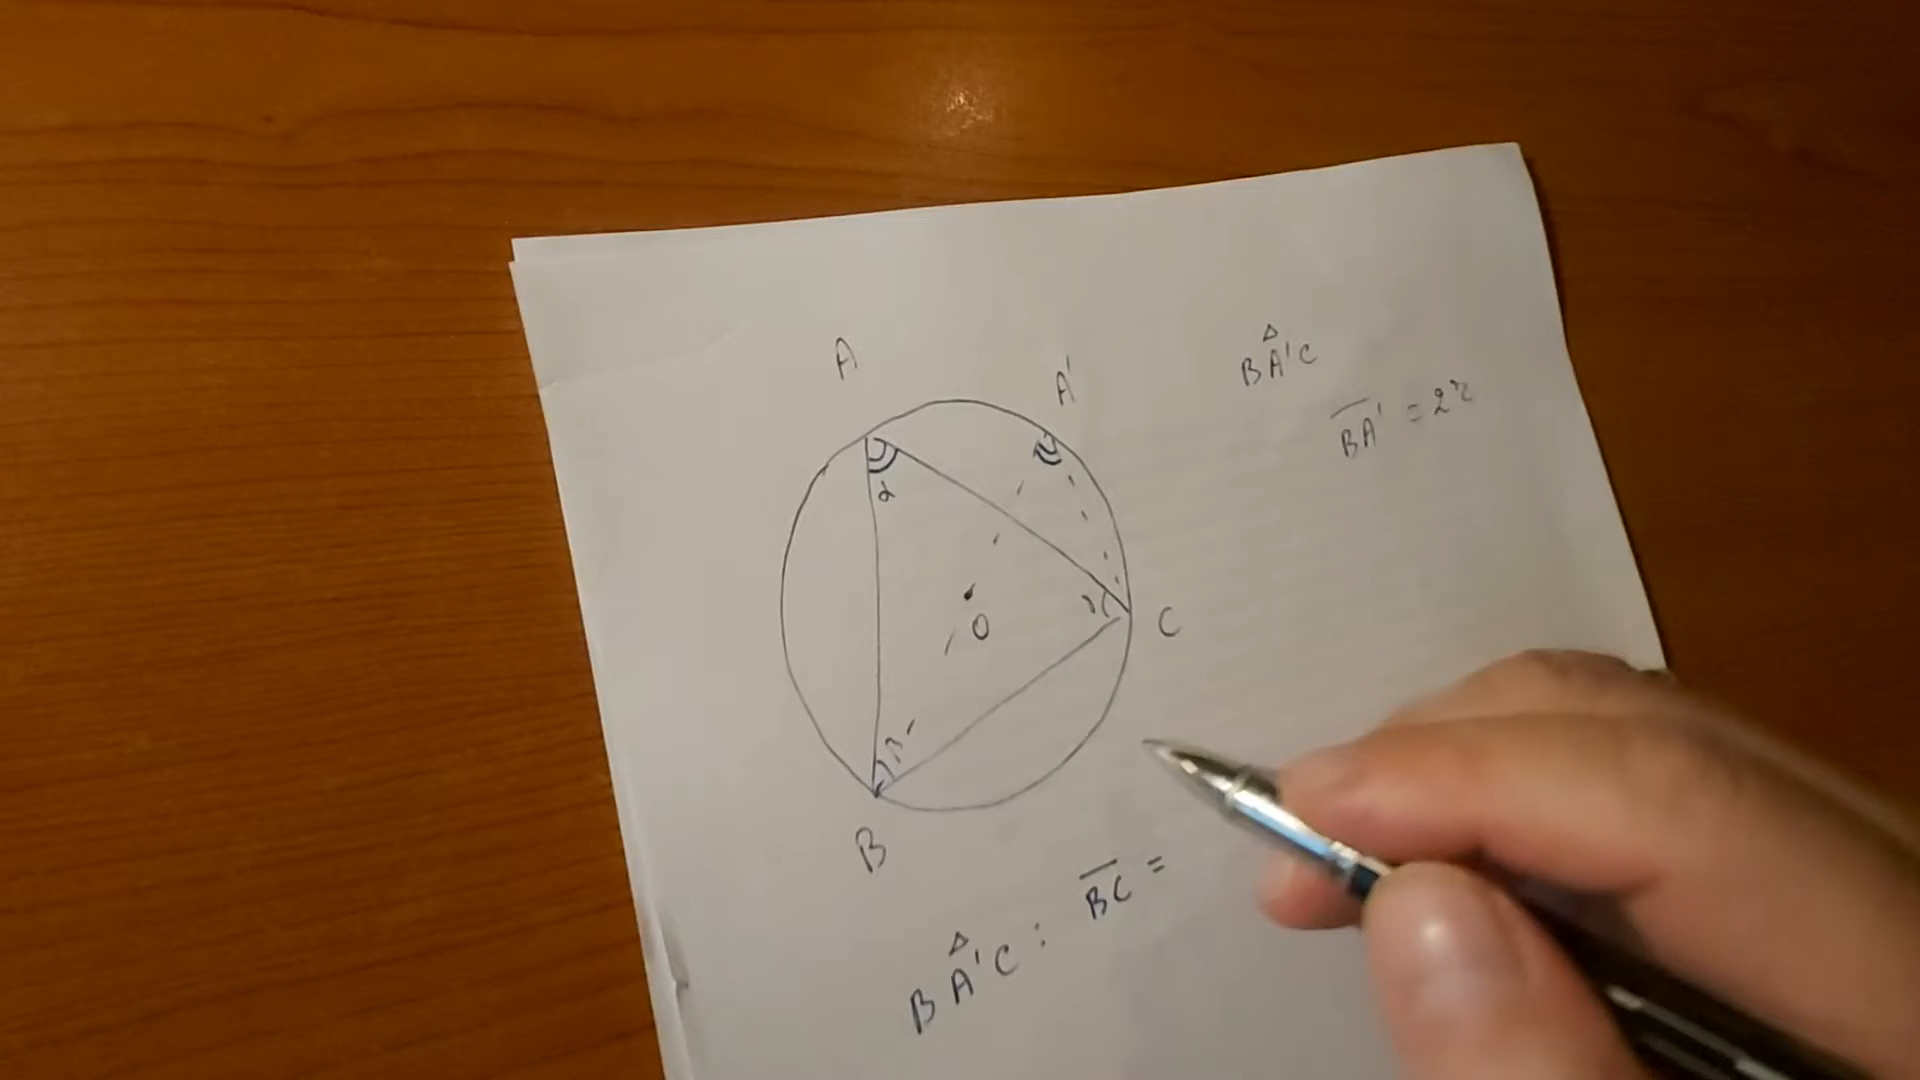 A
A'
BA'C
BA' = 2r
α
O
γ
C
β
B
BA'C : BC =